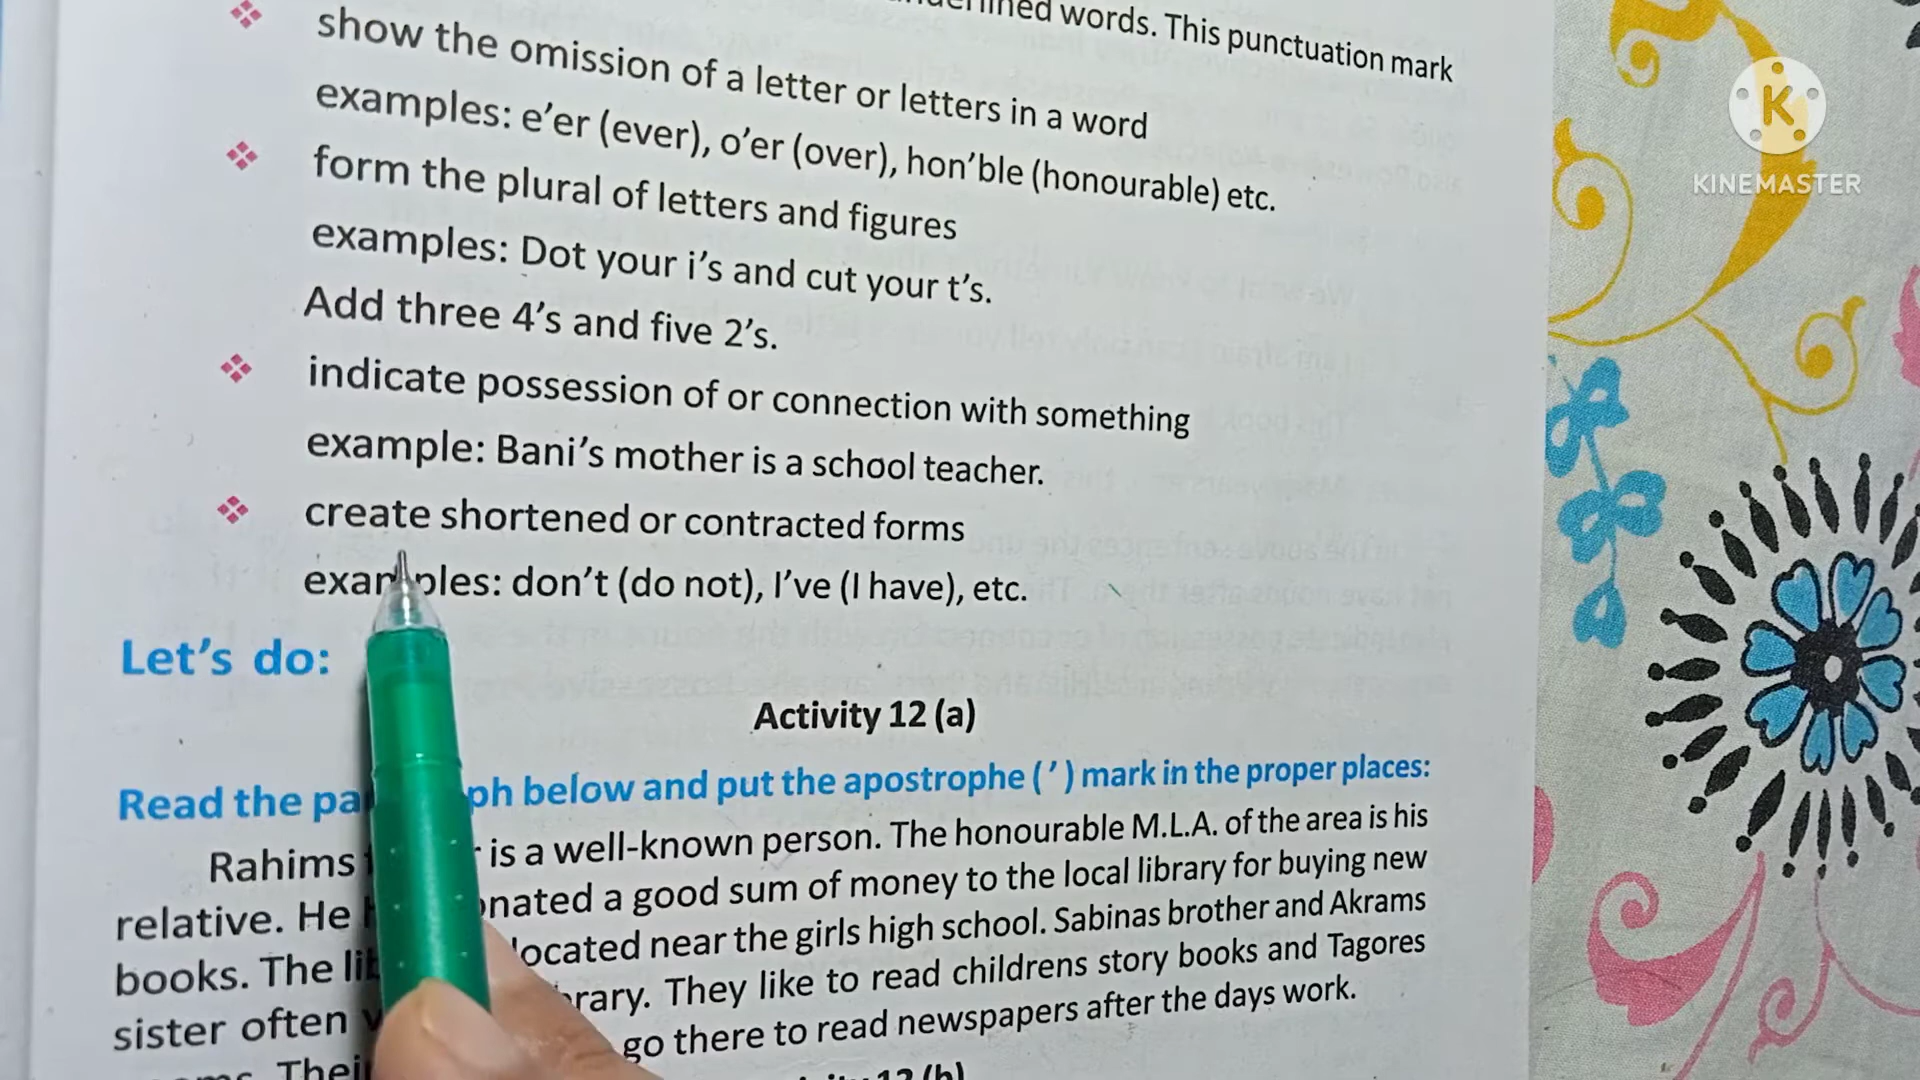 words. This punctuation mark
show the omission of a letter or letters in a word
examples: e’er (ever), o’er (over), hon’ble (honourable) etc.
form the plural of letters and figures
examples: Dot your i’s and cut your t’s.
Add three 4’s and five 2’s.
indicate possession of or connection with something
example: Bani’s mother is a school teacher.
create shortened or contracted forms
examples: don’t (do not), I’ve (I have), etc.
Let’s do:
Activity 12 (a)
Read the below and put the apostrophe (’) mark in the proper places:
Rahims is a well-known person. The honourable M.L.A. of the area is his
relative. He a good sum of money to the local library for buying new
books. The located near the girls high school. Sabinas brother and Akrams
sister often They like to read childrens story books and Tagores
go there to read newspapers after the days work.
12 (b)
K
KINEMASTER